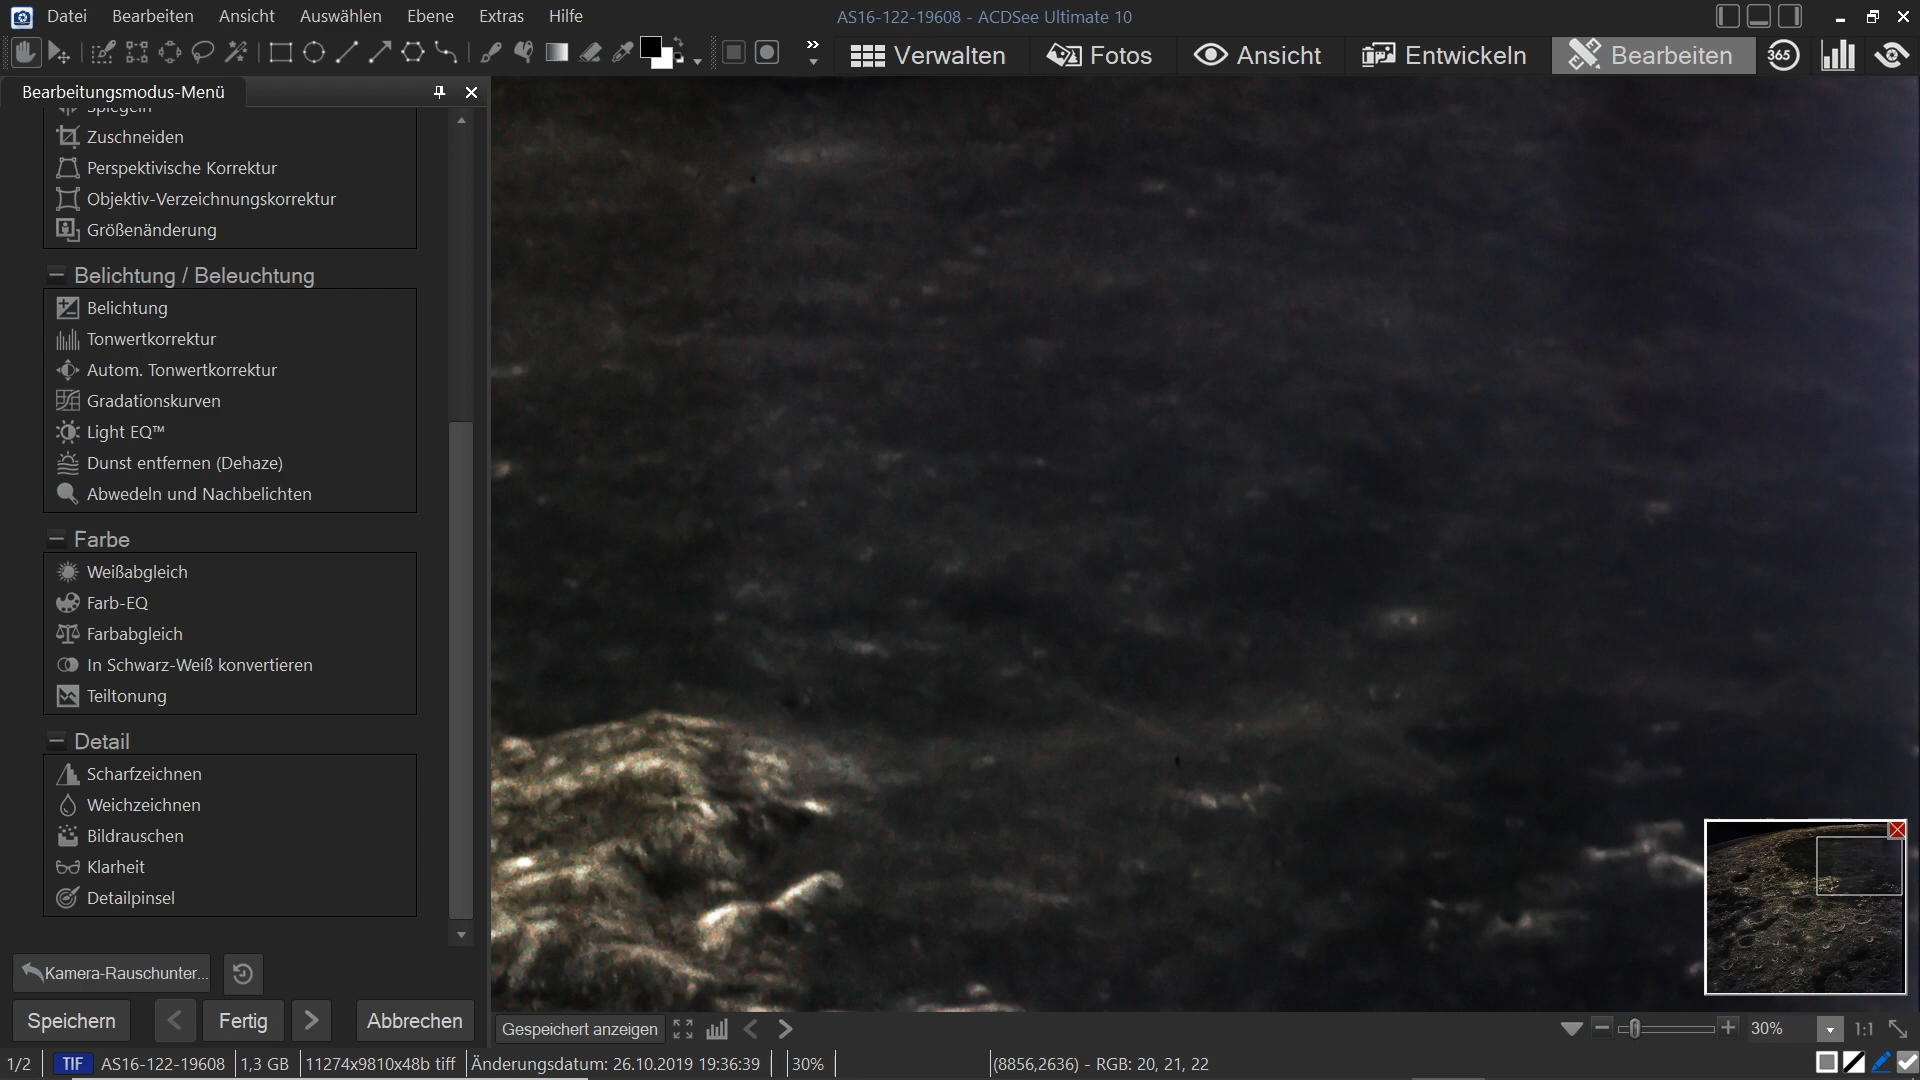 Datei Bearbeiten Ansicht Auswählen Ebene Extras Hilfe
AS16-122-19608 - ACDSee Ultimate 10
Verwalten Fotos Ansicht Entwickeln Bearbeiten 365
Bearbeitungsmodus-Menü
Spiegeln
Zuschneiden
Perspektivische Korrektur
Objektiv-Verzeichnungskorrektur
Größenänderung
Belichtung / Beleuchtung
Belichtung
Tonwertkorrektur
Autom. Tonwertkorrektur
Gradationskurven
Light EQ™
Dunst entfernen (Dehaze)
Abwedeln und Nachbelichten
Farbe
Weißabgleich
Farb-EQ
Farbabgleich
In Schwarz-Weiß konvertieren
Teiltonung
Detail
Scharfzeichnen
Weichzeichnen
Bildrauschen
Klarheit
Detailpinsel
Kamera-Rauschunter...
Speichern Fertig Abbrechen
Gespeichert anzeigen 30% 1:1
1/2 TIF AS16-122-19608 1,3 GB 11274x9810x48b tiff Änderungsdatum: 26.10.2019 19:36:39 30% (8856,2636) - RGB: 20, 21, 22